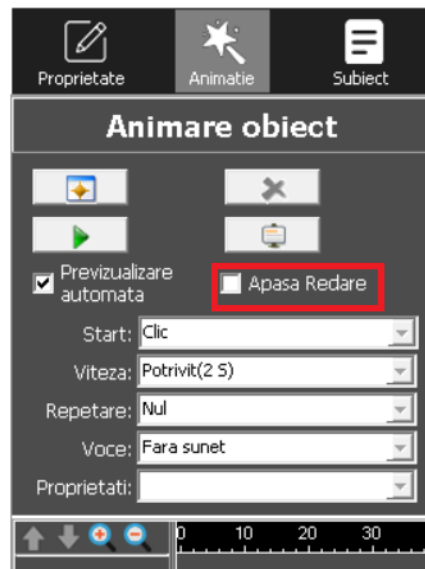 Proprietate Animatie Subiect
Animare obiect
Previzualizare
automata
Apasa Redare
Start: Clic
Viteza: Potrivit(2 S)
Repetare: Nul
Voce: Fara sunet
Proprietati:
0 10 20 30